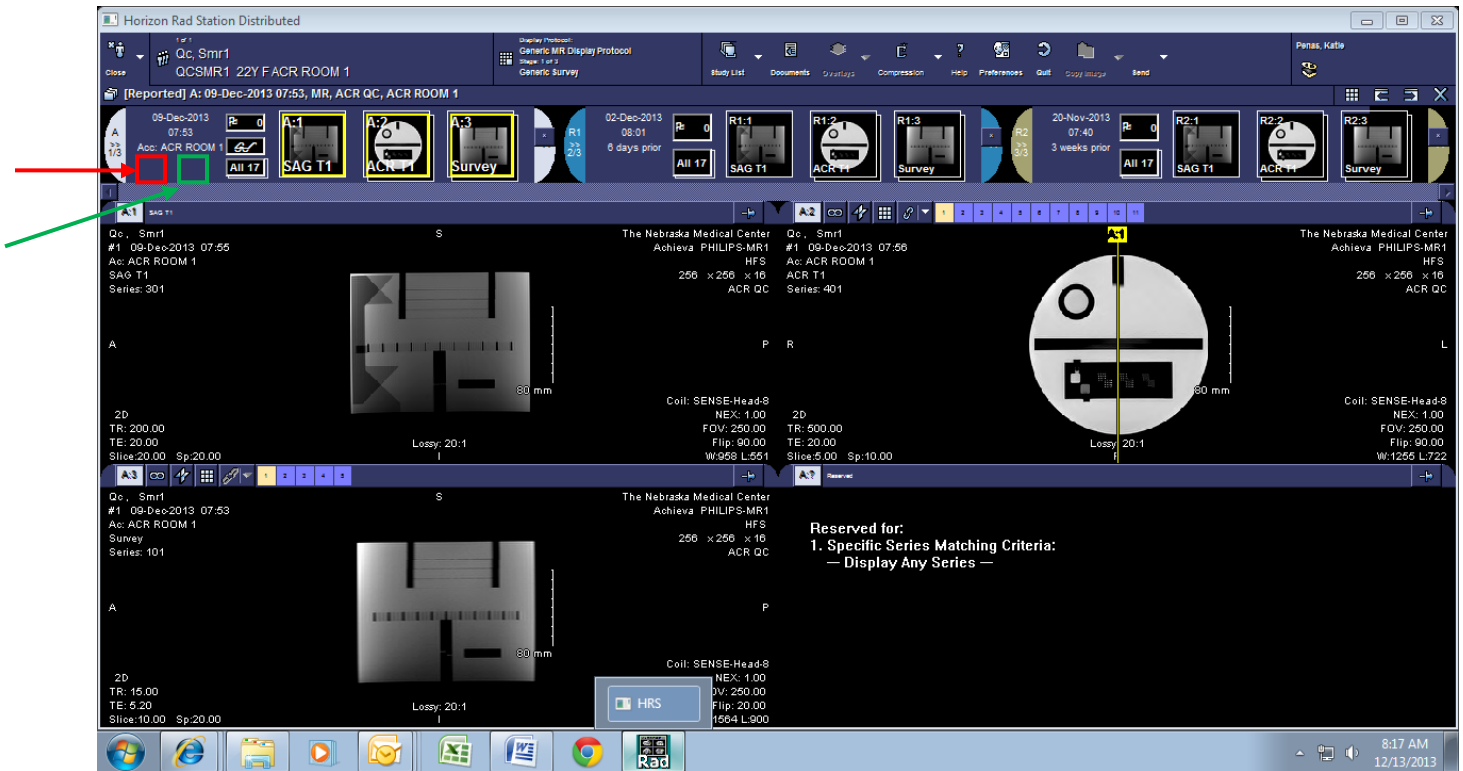 Horizon Rad Station Distributed
Close
1 of 1
Qc, Smr1
QCSMR1 22Y F ACR ROOM 1
Display Protocol:
Generic MR Display Protocol
Stage: 1 of 3
Generic Survey
Study List
Documents
Overlays
Compression
Help
Preferences
Quit
Copy Image
Send
Penas, Katie
[Reported] A: 09-Dec-2013 07:53, MR, ACR QC, ACR ROOM 1
A
>>
1/3
09-Dec-2013
07:53
Acc: ACR ROOM 1
0
All 17
A:1
SAG T1
A:2
ACR T1
A:3
Survey
R1
>>
2/3
02-Dec-2013
08:01
6 days prior
0
All 17
R1:1
SAG T1
R1:2
ACR T1
R1:3
Survey
R2
>>
3/3
20-Nov-2013
07:40
3 weeks prior
0
All 17
R2:1
SAG T1
R2:2
ACR T1
R2:3
Survey
A:1 SAG T1
Qc, Smr1
#1 09-Dec-2013 07:55
Ac: ACR ROOM 1
SAG T1
Series: 301
S
The Nebraska Medical Center
Achieva PHILIPS-MR1
HFS
256 x 256 x 16
ACR QC
A
P
80 mm
2D
TR: 200.00
TE: 20.00
Slice:20.00 Sp:20.00
Lossy: 20:1
I
Coil: SENSE-Head-8
NEX: 1.00
FOV: 250.00
Flip: 90.00
W:958 L:551
A:2 1 2 3 4 5 6 7 8 9 10 11
Qc, Smr1
#1 09-Dec-2013 07:56
Ac: ACR ROOM 1
ACR T1
Series: 401
A:1
The Nebraska Medical Center
Achieva PHILIPS-MR1
HFS
256 x 256 x 16
ACR QC
R
L
80 mm
2D
TR: 500.00
TE: 20.00
Slice:5.00 Sp:10.00
Lossy: 20:1
Coil: SENSE-Head-8
NEX: 1.00
FOV: 250.00
Flip: 90.00
W:1255 L:722
A:3 1 2 3 4 5
Qc, Smr1
#1 09-Dec-2013 07:53
Ac: ACR ROOM 1
Survey
Series: 101
S
The Nebraska Medical Center
Achieva PHILIPS-MR1
HFS
256 x 256 x 16
ACR QC
A
P
80 mm
2D
TR: 15.00
TE: 5.20
Slice:10.00 Sp:20.00
Lossy: 20:1
I
Coil: SENSE-Head-8
NEX: 1.00
OV: 250.00
Flip: 20.00
1564 L:900
A:? Reserved
Reserved for:
1. Specific Series Matching Criteria:
— Display Any Series —
HRS
Rad
8:17 AM
12/13/2013